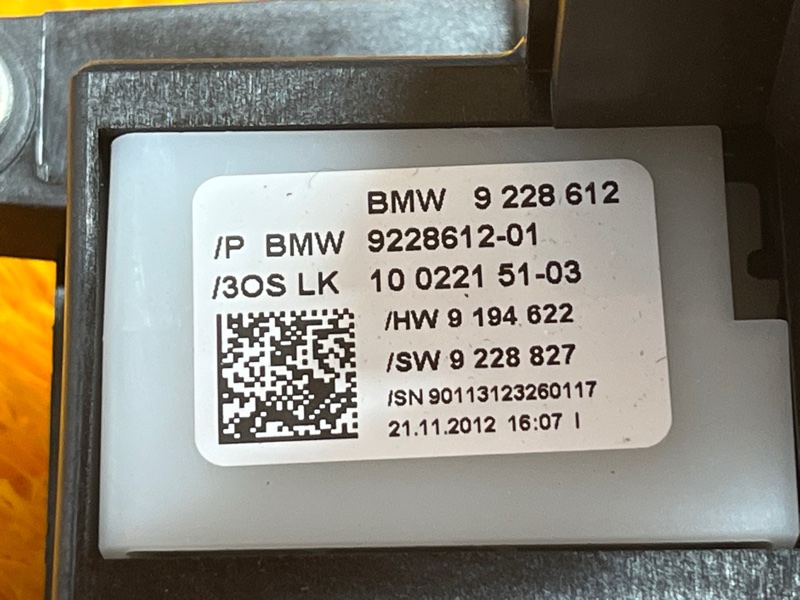 BMW 9 228 612
/P BMW 9228612-01
/3OS LK 10 0221 51-03
/HW 9 194 622
/SW 9 228 827
/SN 90113123260117
21.11.2012 16:07 I